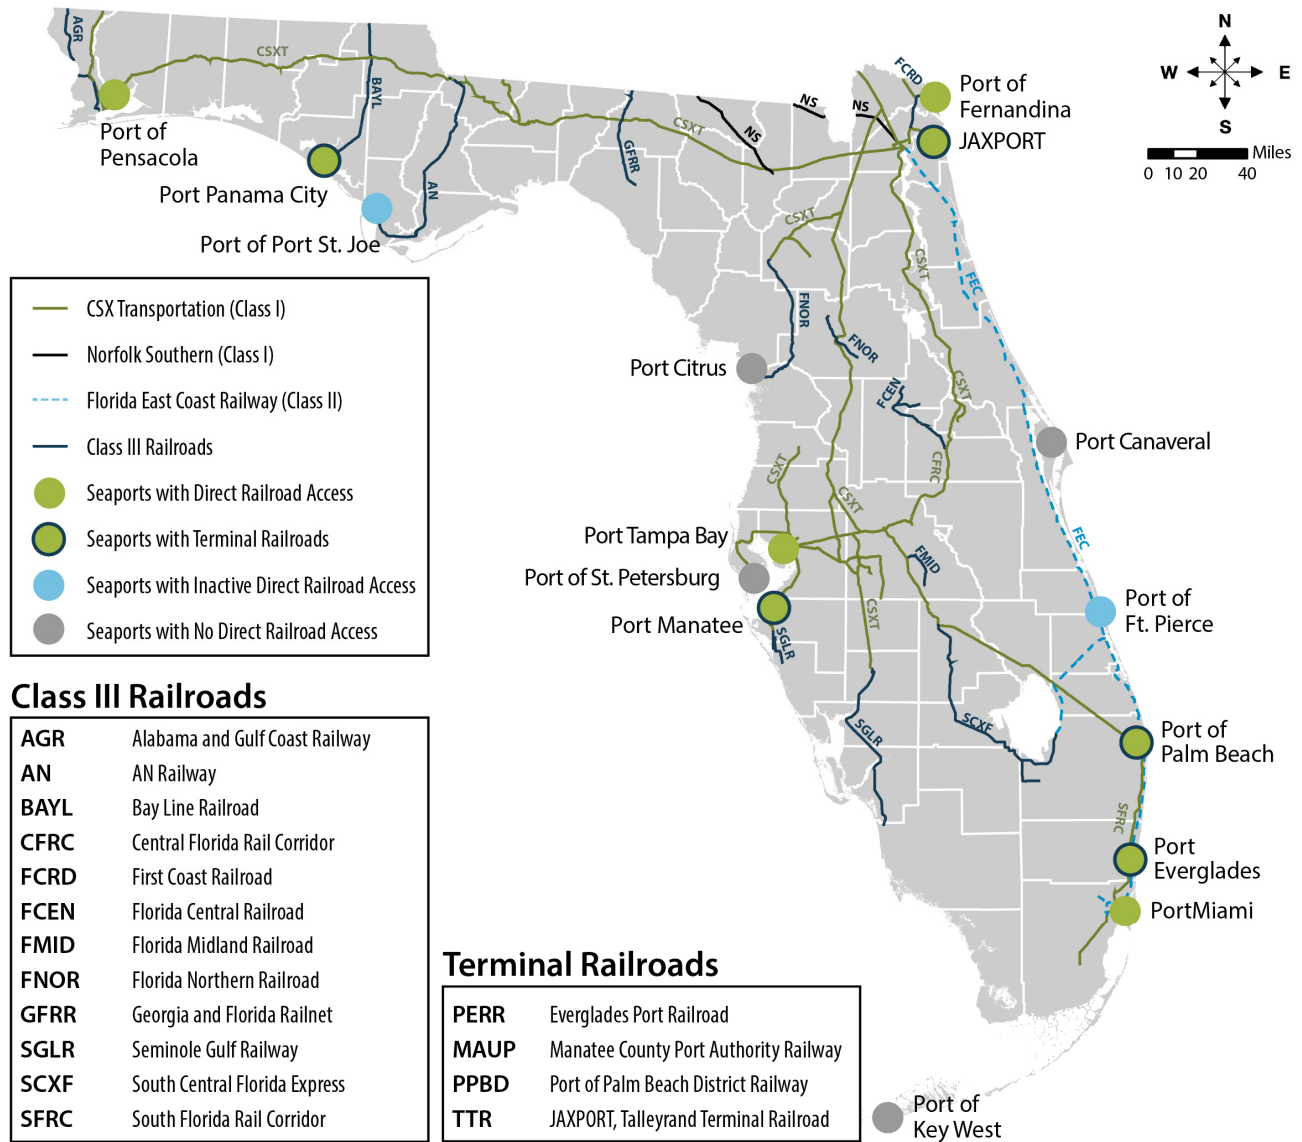 AGR
CSXT
BAYL
AN
GFRR
CSXT
NS
NS
NS
FCRD
Port of
Fernandina
JAXPORT
N
W
E
S
Miles
0 10 20 40
Port of
Pensacola
Port Panama City
Port of Port St. Joe
CSXT
CSXT
FEC
FNOR
FNOR
Port Citrus
FCEN
CSXT
Port Canaveral
CSXT
CFRC
CSXT
FEC
Port Tampa Bay
Port of St. Petersburg
Port Manatee
FMID
CSXT
SGLR
Port of
Ft. Pierce
SGLR
SCXF
Port of
Palm Beach
SFRC
Port
Everglades
PortMiami
Port of
Key West
CSX Transportation (Class I)
Norfolk Southern (Class I)
Florida East Coast Railway (Class II)
Class III Railroads
Seaports with Direct Railroad Access
Seaports with Terminal Railroads
Seaports with Inactive Direct Railroad Access
Seaports with No Direct Railroad Access
Class III Railroads
AGR Alabama and Gulf Coast Railway
AN AN Railway
BAYL Bay Line Railroad
CFRC Central Florida Rail Corridor
FCRD First Coast Railroad
FCEN Florida Central Railroad
FMID Florida Midland Railroad
FNOR Florida Northern Railroad
GFRR Georgia and Florida Railnet
SGLR Seminole Gulf Railway
SCXF South Central Florida Express
SFRC South Florida Rail Corridor
Terminal Railroads
PERR Everglades Port Railroad
MAUP Manatee County Port Authority Railway
PPBD Port of Palm Beach District Railway
TTR JAXPORT, Talleyrand Terminal Railroad